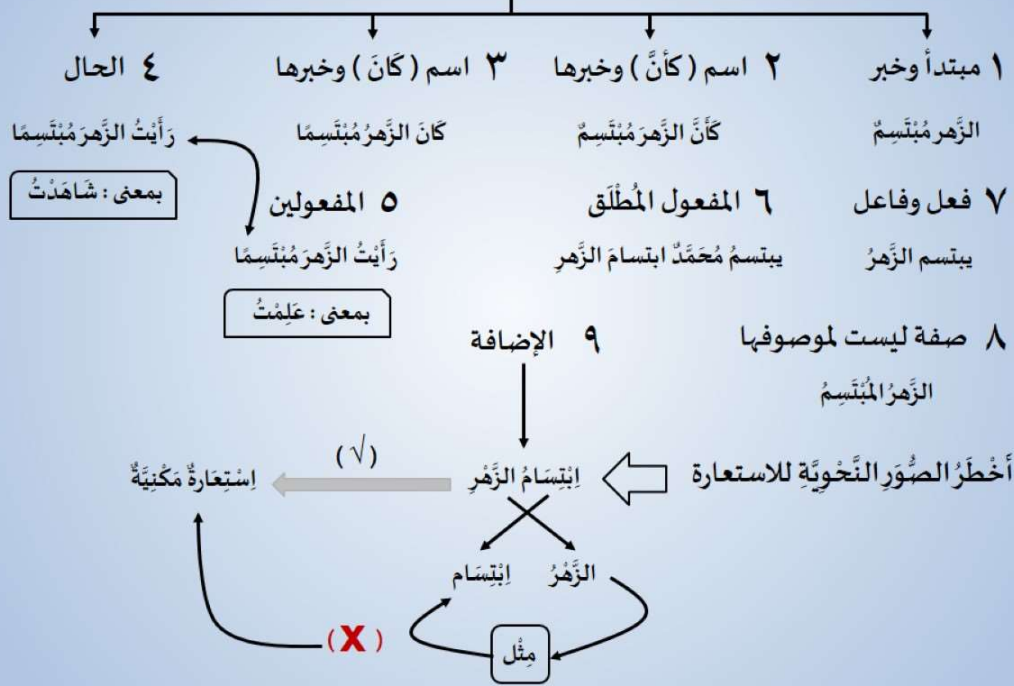 ١ مبتدأ وخبر
٢ اسم ( كأنَّ ) وخبرها
٣ اسم ( كَانَ ) وخبرها
٤ الحال
الزَّهر مُبْتَسِمٌ
كَأَنَّ الزَّهرَ مُبْتَسِمٌ
كَانَ الزَّهرُ مُبْتَسِمًا
رَأَيْتُ الزَّهرَ مُبْتَسِمًا
بمعنى : شَاهَدْتُ
٧ فعل وفاعل
٦ المفعول المُطْلَق
٥ المفعولين
يبتسم الزَّهرُ
يبتسمُ مُحَمَّدٌ ابتسامَ الزَّهرِ
رَأَيْتُ الزَّهرَ مُبْتَسِمًا
بمعنى : عَلِمْتُ
٨ صفة ليست لموصوفها
٩ الإضافة
الزَّهرُ المُبْتَسِمُ
أخْطَرُ الصُّوَرِ النَّحْوِيَّةِ للاستعارة
اِبْتِسَامُ الزَّهْرِ
(√)
اِسْتِعَارةٌ مَكْنِيَّةٌ
الزَّهْرُ
اِبْتِسَام
(X)
مِثْل